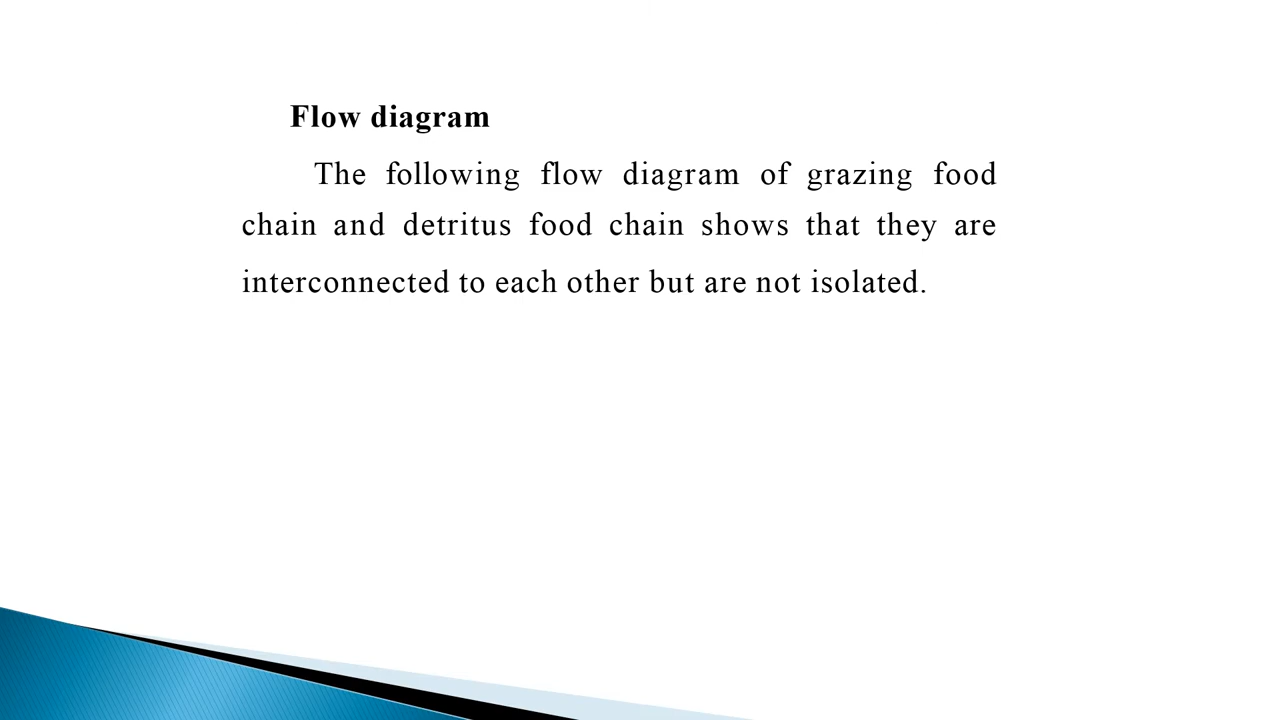 Flow diagram
The following flow diagram of grazing food
chain and detritus food chain shows that they are
interconnected to each other but are not isolated.